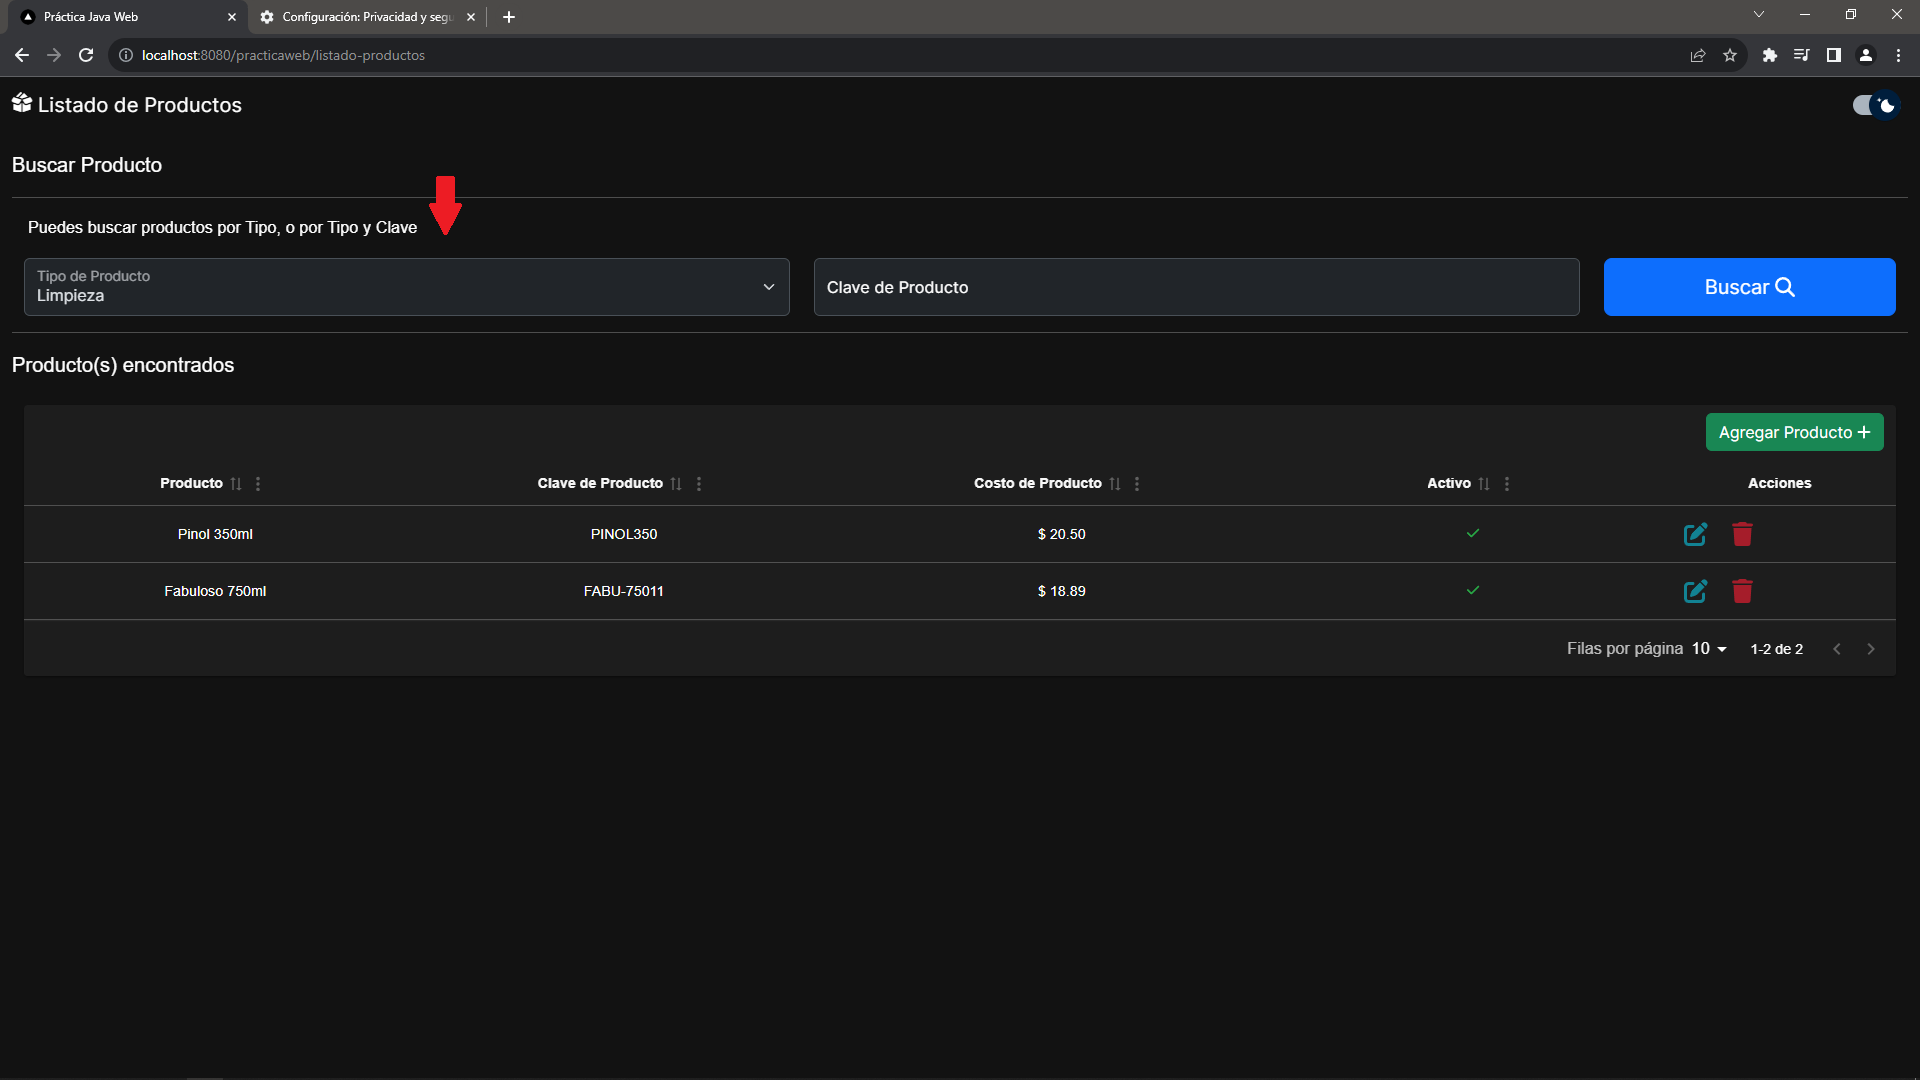 Práctica Java Web
Configuración: Privacidad y segu
localhost:8080/practicaweb/listado-productos
Listado de Productos
Buscar Producto
Puedes buscar productos por Tipo, o por Tipo y Clave
Tipo de Producto
Limpieza
Clave de Producto
Buscar
Producto(s) encontrados
Agregar Producto +
Producto Clave de Producto Costo de Producto Activo Acciones
Pinol 350ml PINOL350 $ 20.50
Fabuloso 750ml FABU-75011 $ 18.89
Filas por página 10 1-2 de 2